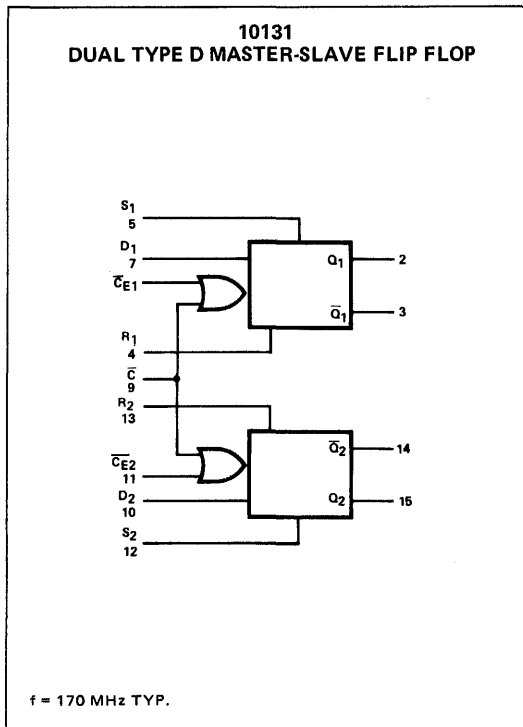 10131
DUAL TYPE D MASTER-SLAVE FLIP FLOP
S1
5
D1
7
C̅E1
R1
4
C̅
9
R2
13
C̅E2
11
D2
10
S2
12
Q1
2
Q̅1
3
Q̅2
14
Q2
15
f = 170 MHz TYP.